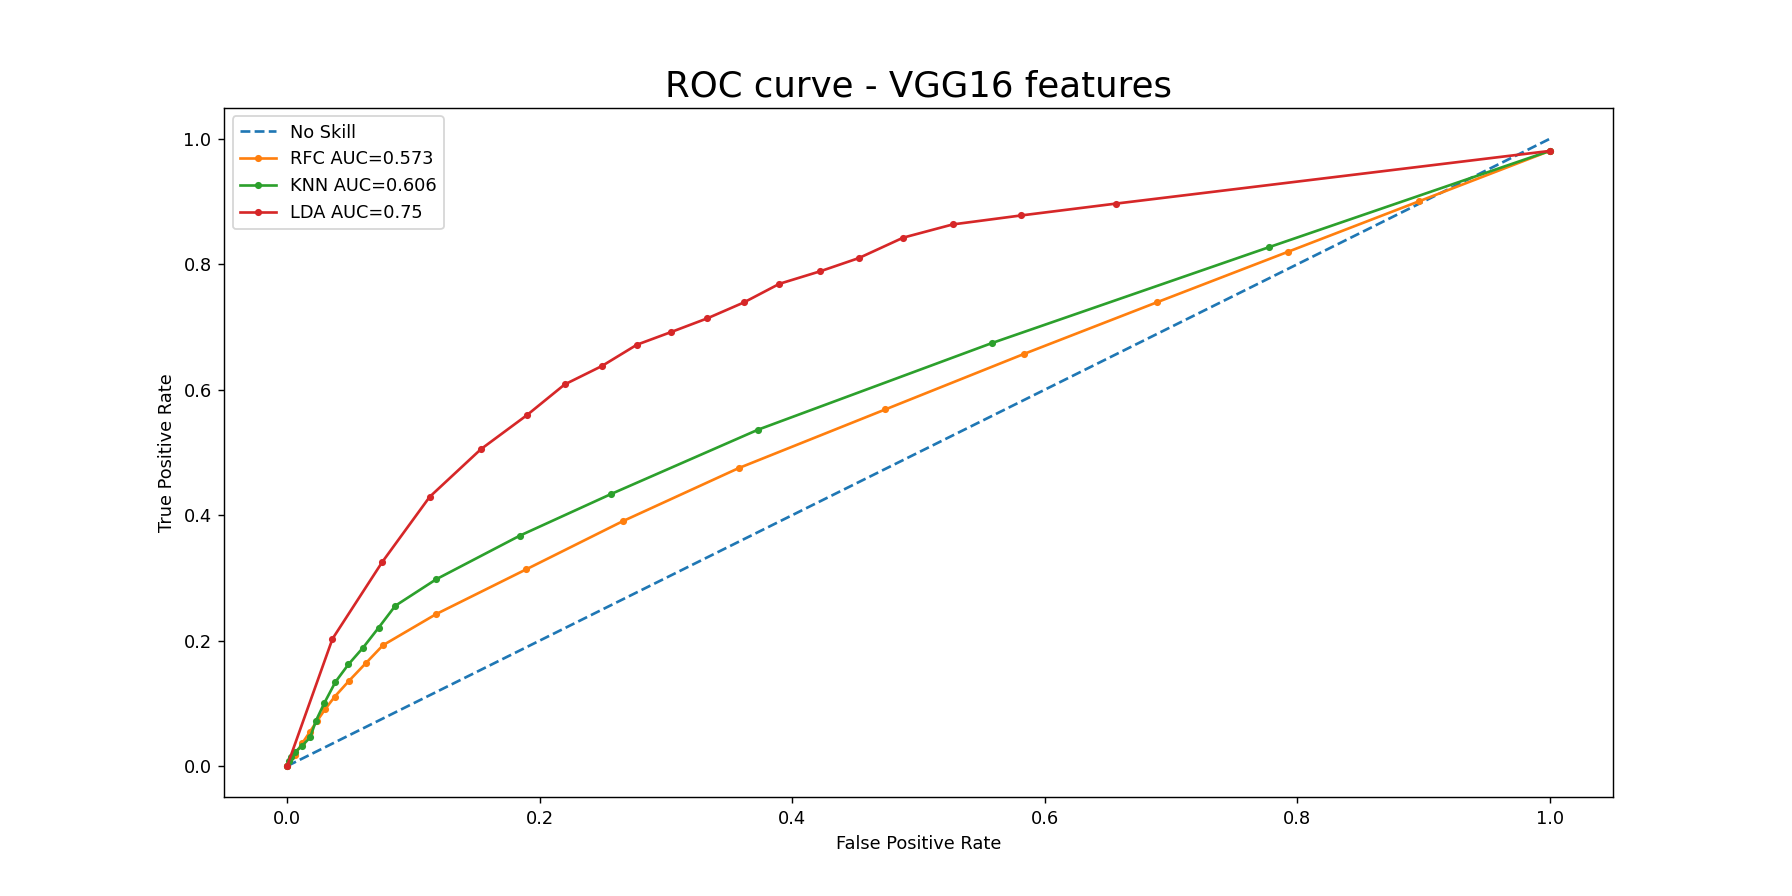 ROC curve - VGG16 features
No Skill
RFC AUC=0.573
KNN AUC=0.606
LDA AUC=0.75
True Positive Rate
1.0
0.8
0.6
0.4
0.2
0.0
0.0 0.2 0.4 0.6 0.8 1.0
False Positive Rate